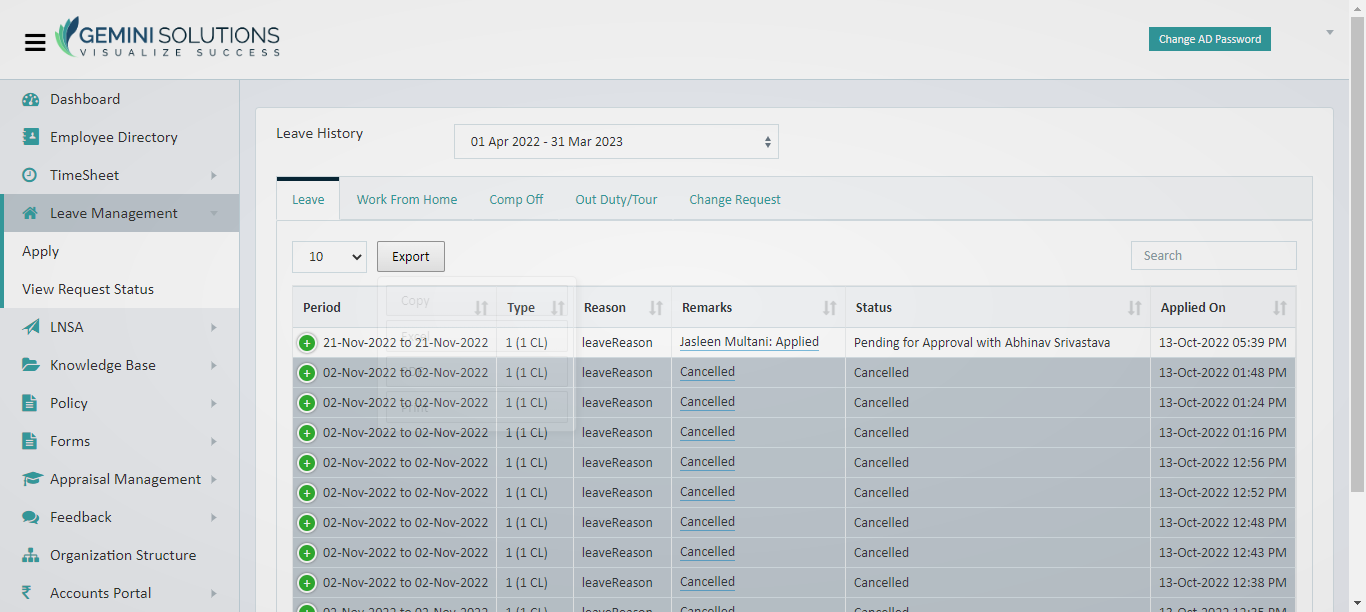 GEMINI SOLUTIONS
VISUALIZE SUCCESS
Change AD Password
Dashboard
Employee Directory
TimeSheet
Leave Management
Apply
View Request Status
LNSA
Knowledge Base
Policy
Forms
Appraisal Management
Feedback
Organization Structure
Accounts Portal
Leave History
01 Apr 2022 - 31 Mar 2023
Leave Work From Home Comp Off Out Duty/Tour Change Request
10 Export Search
Copy
Excel
Print
Period Type Reason Remarks Status Applied On
21-Nov-2022 to 21-Nov-2022 1 (1 CL) leaveReason Jasleen Multani: Applied Pending for Approval with Abhinav Srivastava 13-Oct-2022 05:39 PM
02-Nov-2022 to 02-Nov-2022 1 (1 CL) leaveReason Cancelled Cancelled 13-Oct-2022 01:48 PM
02-Nov-2022 to 02-Nov-2022 1 (1 CL) leaveReason Cancelled Cancelled 13-Oct-2022 01:24 PM
02-Nov-2022 to 02-Nov-2022 1 (1 CL) leaveReason Cancelled Cancelled 13-Oct-2022 01:16 PM
02-Nov-2022 to 02-Nov-2022 1 (1 CL) leaveReason Cancelled Cancelled 13-Oct-2022 12:56 PM
02-Nov-2022 to 02-Nov-2022 1 (1 CL) leaveReason Cancelled Cancelled 13-Oct-2022 12:52 PM
02-Nov-2022 to 02-Nov-2022 1 (1 CL) leaveReason Cancelled Cancelled 13-Oct-2022 12:48 PM
02-Nov-2022 to 02-Nov-2022 1 (1 CL) leaveReason Cancelled Cancelled 13-Oct-2022 12:43 PM
02-Nov-2022 to 02-Nov-2022 1 (1 CL) leaveReason Cancelled Cancelled 13-Oct-2022 12:38 PM